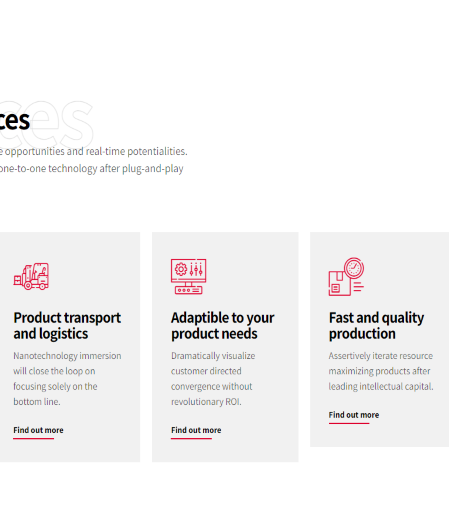 ces
ces
e opportunities and real-time potentialities.
one-to-one technology after plug-and-play
Product transport
and logistics
Nanotechnology immersion
will close the loop on
focusing solely on the
bottom line.
Find out more
Adaptible to your
product needs
Dramatically visualize
customer directed
convergence without
revolutionary ROI.
Find out more
Fast and quality
production
Assertively iterate resource
maximizing products after
leading intellectual capital.
Find out more